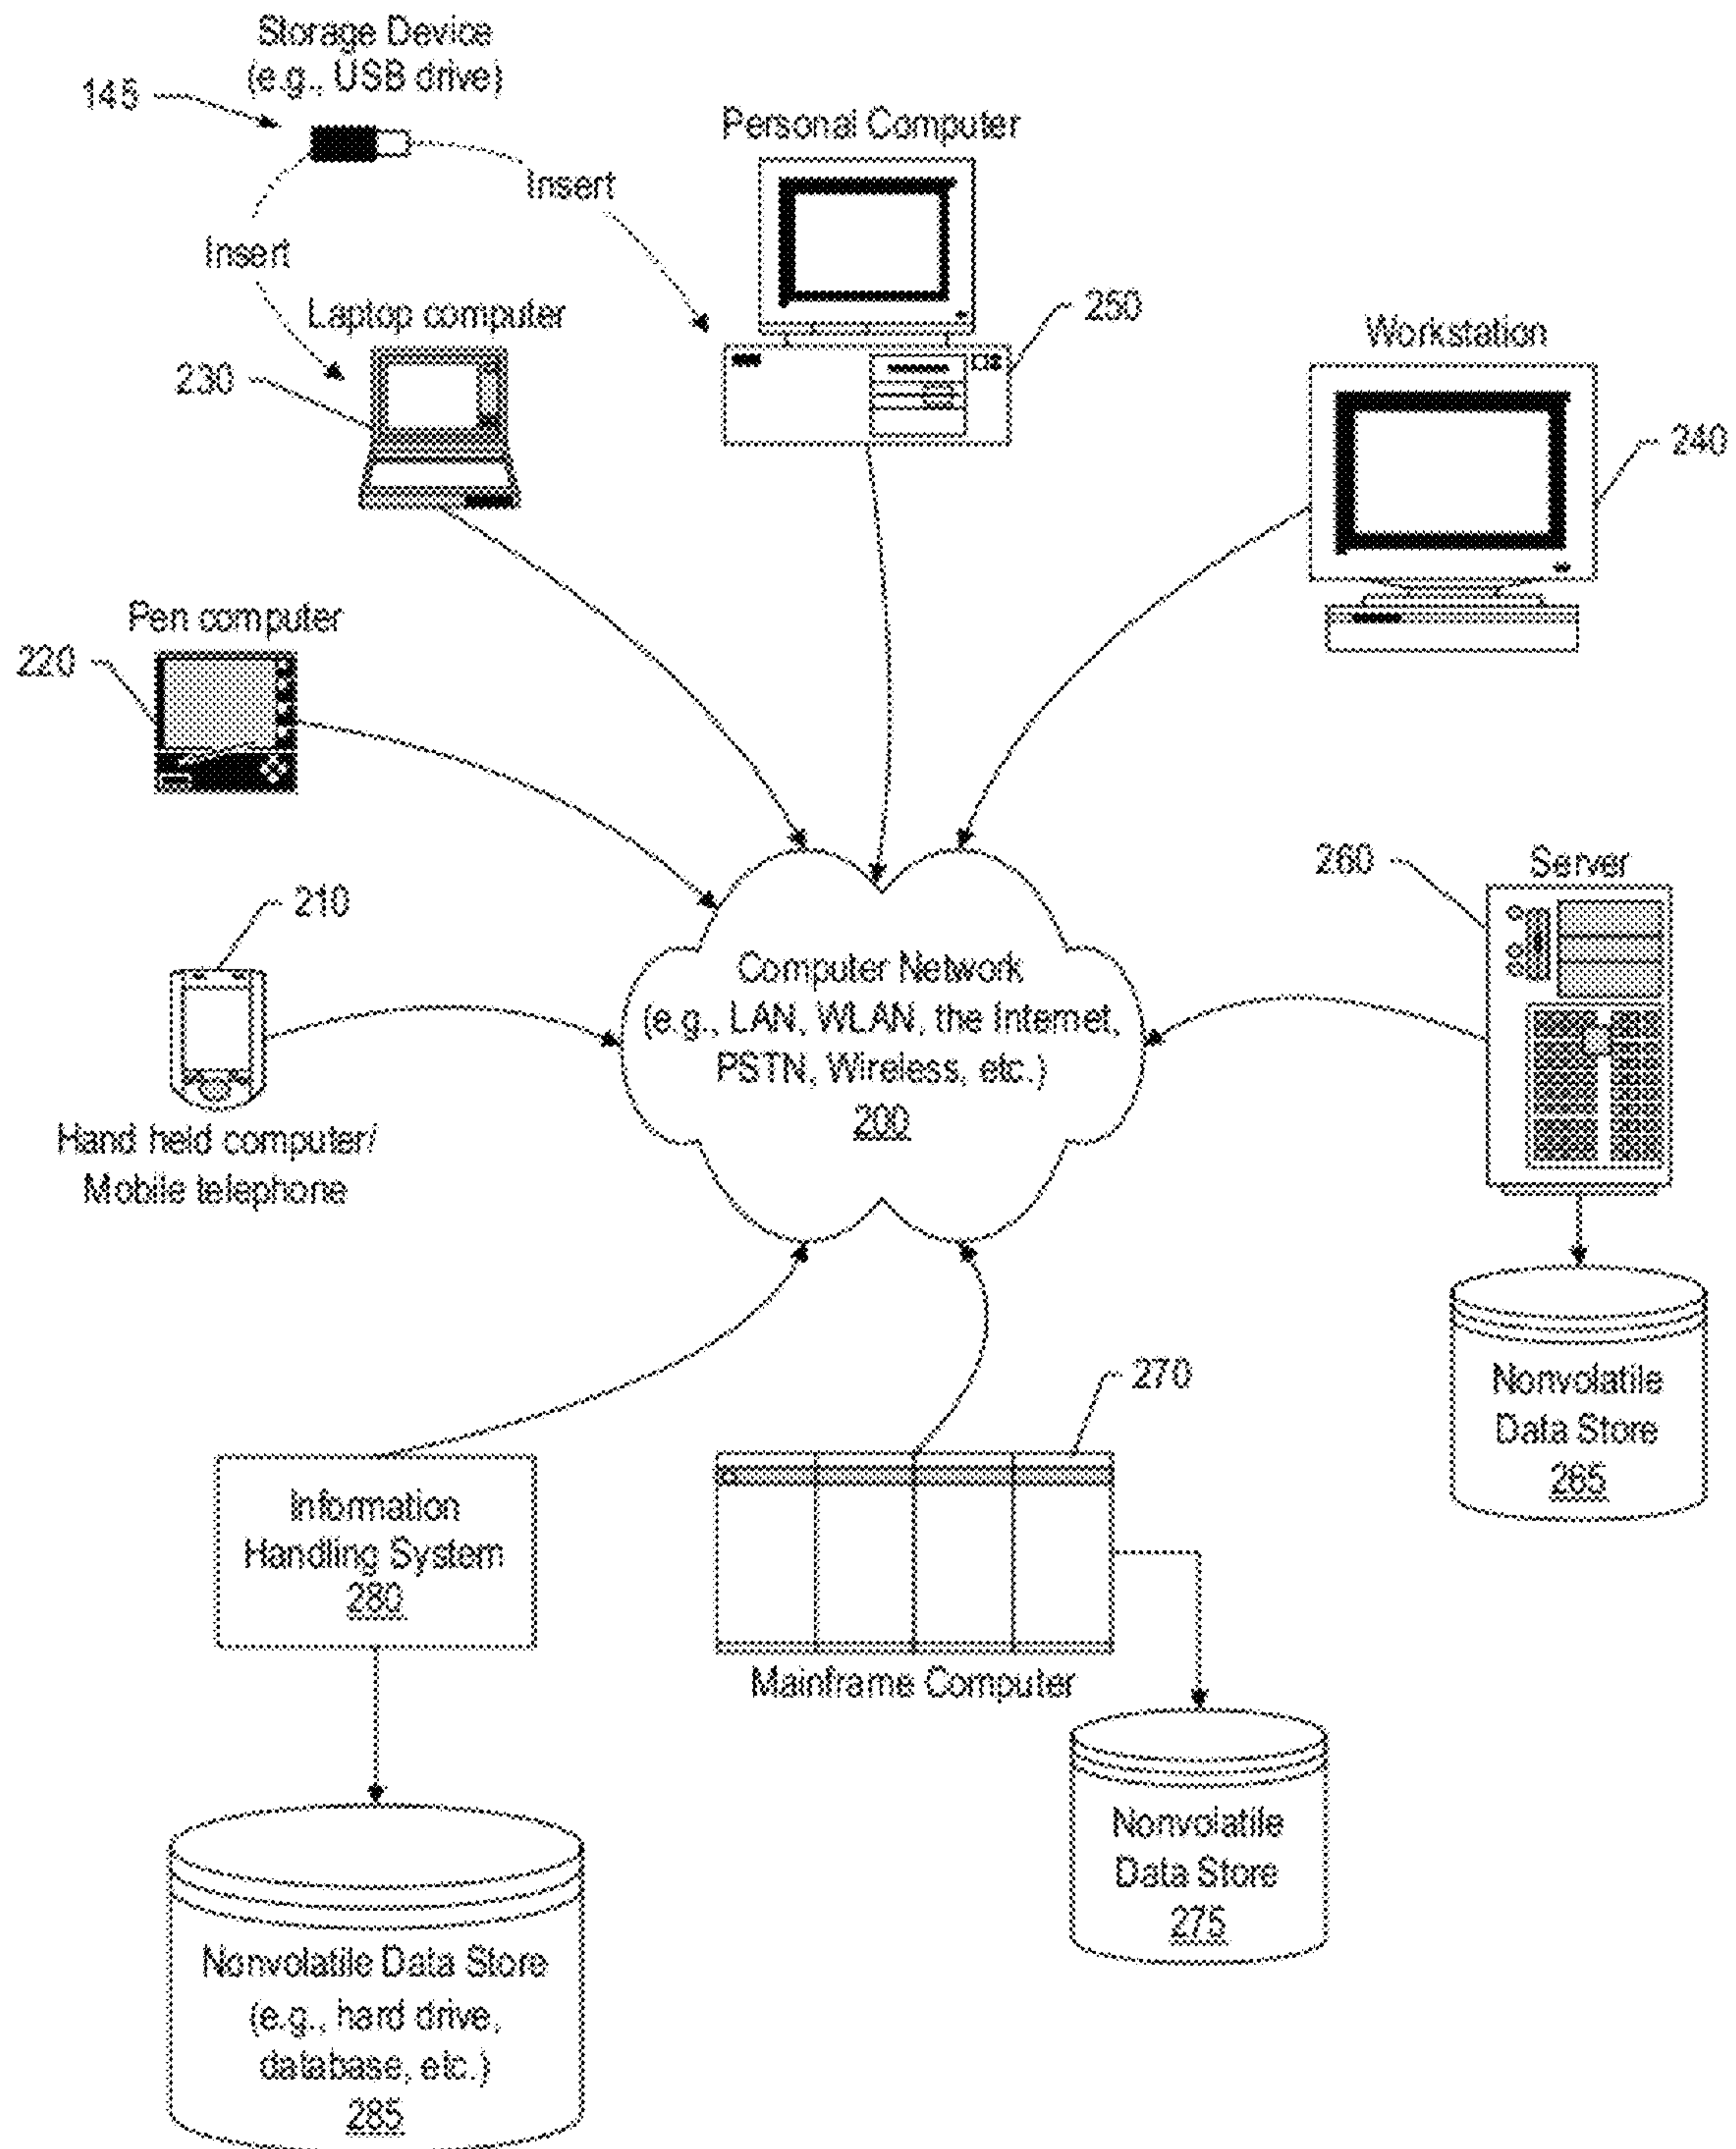 Storage Device
(e.g., USB drive)
145
Insert
Insert
Personal Computer
250
Laptop computer
230
Workstation
240
Pen computer
220
210
Hand held computer/
Mobile telephone
Computer Network
(e.g., LAN, WLAN, the Internet,
PSTN, Wireless, etc.)
200
260
Server
Nonvolatile
Data Store
265
270
Mainframe Computer
Information
Handling System
280
Nonvolatile
Data Store
275
Nonvolatile Data Store
(e.g., hard drive,
database, etc.)
285